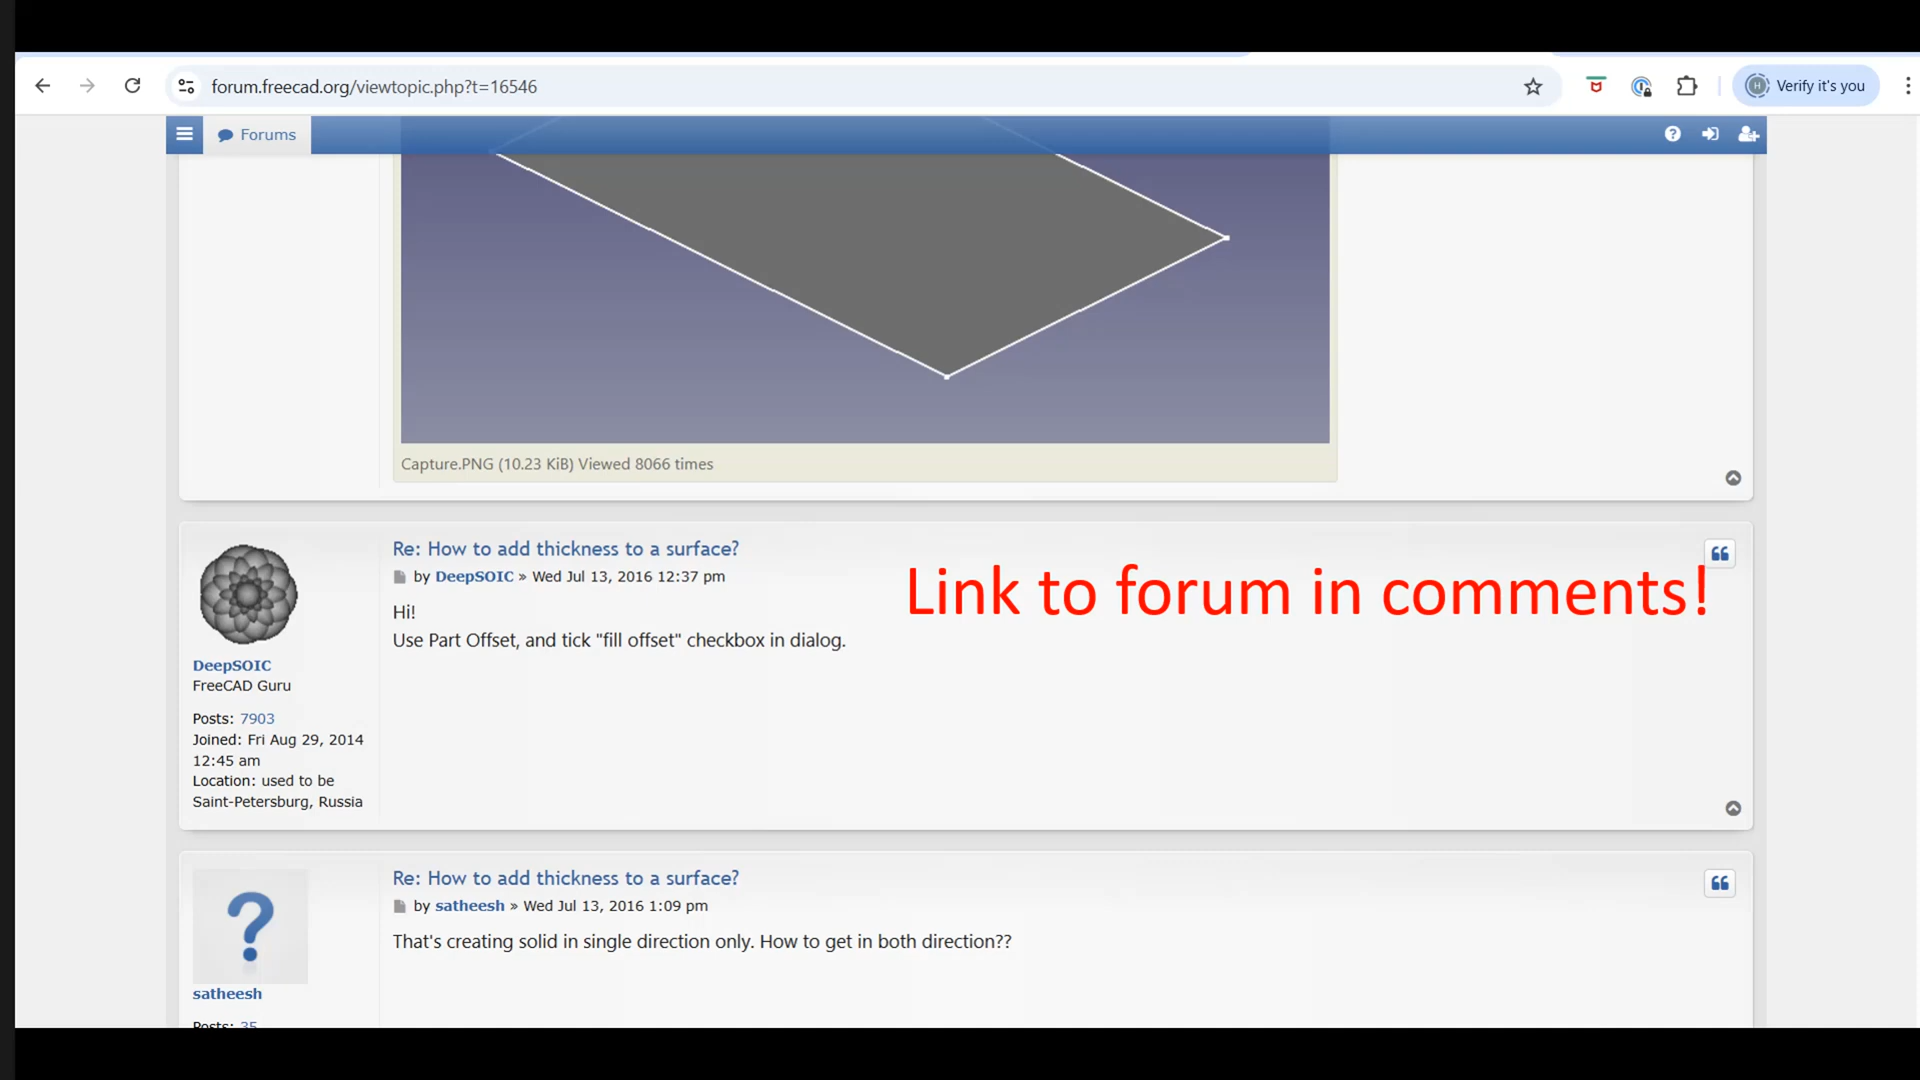 forum.freecad.org/viewtopic.php?t=16546
H
Verify it's you
Forums
Capture.PNG (10.23 KiB) Viewed 8066 times
Re: How to add thickness to a surface?
by DeepSOIC » Wed Jul 13, 2016 12:37 pm
Link to forum in comments!
Hi!
Use Part Offset, and tick "fill offset" checkbox in dialog.
DeepSOIC
FreeCAD Guru
Posts: 7903
Joined: Fri Aug 29, 2014
12:45 am
Location: used to be
Saint-Petersburg, Russia
Re: How to add thickness to a surface?
by satheesh » Wed Jul 13, 2016 1:09 pm
That's creating solid in single direction only. How to get in both direction??
satheesh
Posts: 35